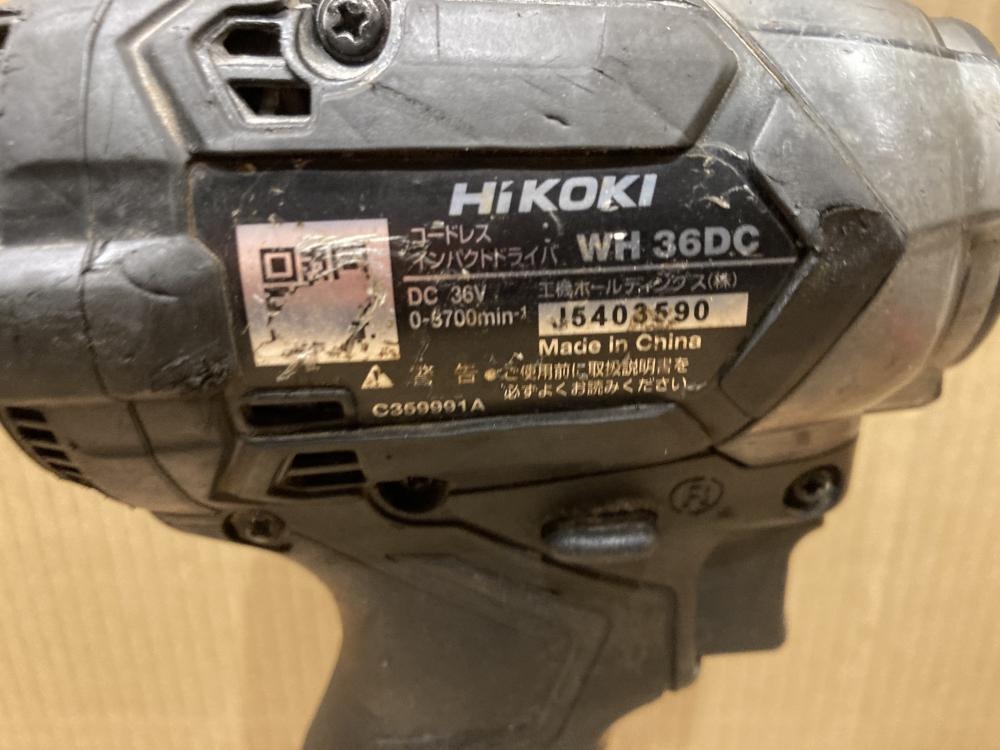 HiKOKI
コードレス
インパクトドライバ WH 36DC
DC 36V 工機ホールディングス(株)
0-3700min-1 J5403590
Made in China
警告 ●ご使用前に取扱説明書を
必ずよくお読みください。
C359991A